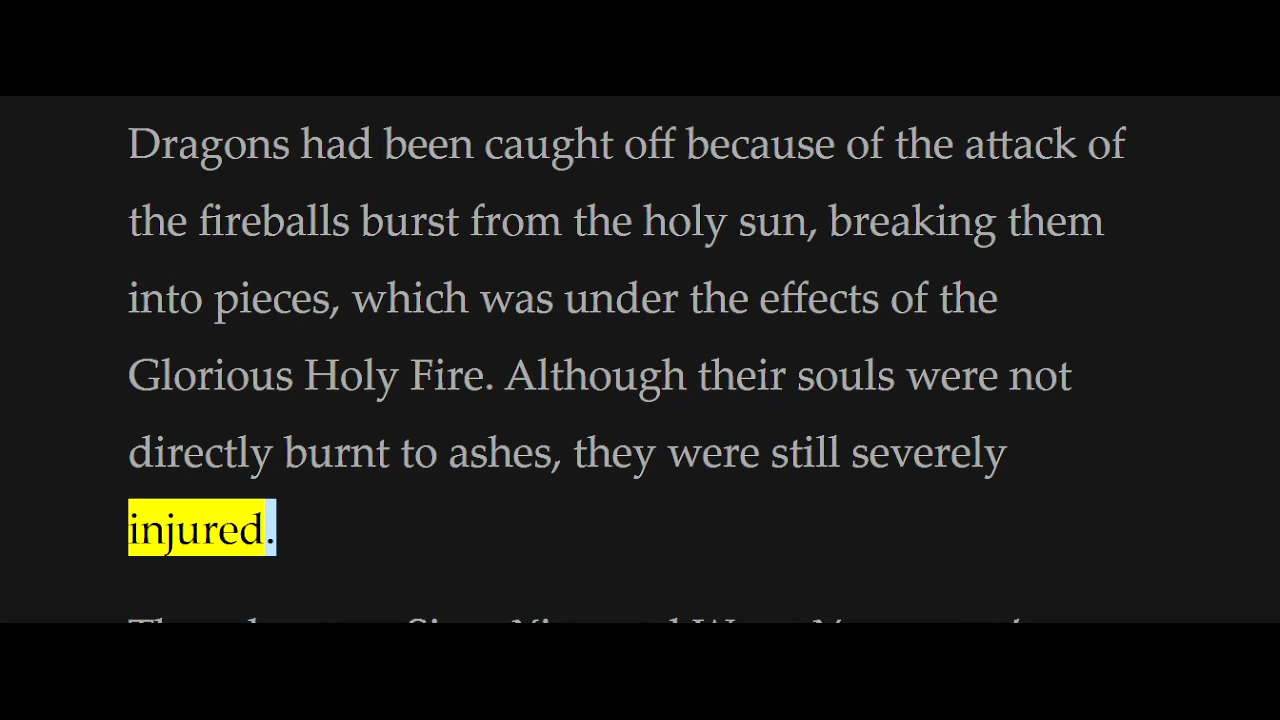 Dragons had been caught off because of the attack of
the fireballs burst from the holy sun, breaking them
into pieces, which was under the effects of the
Glorious Holy Fire. Although their souls were not
directly burnt to ashes, they were still severely
injured.